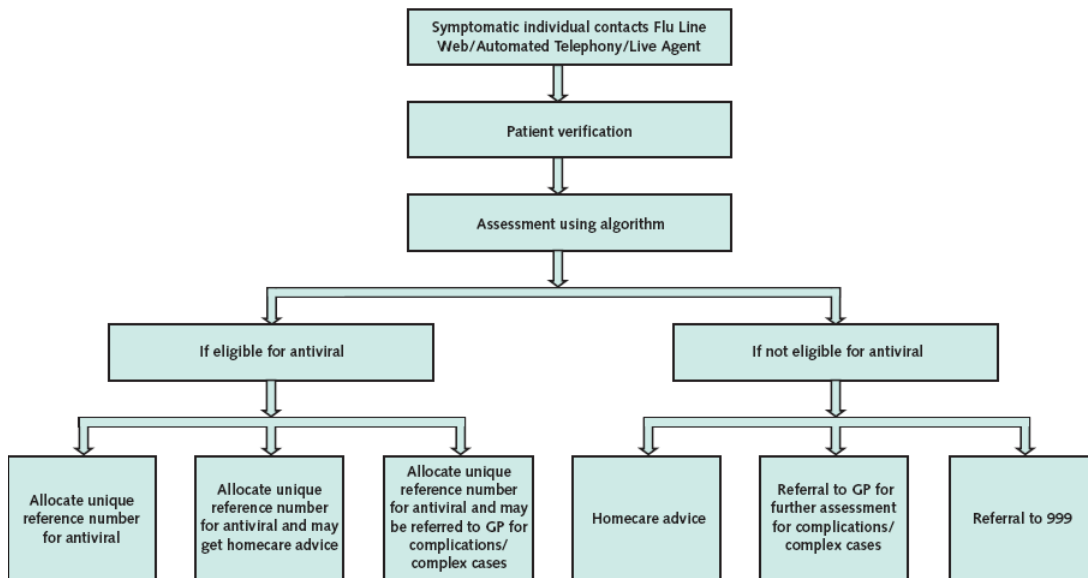 Symptomatic individual contacts Flu Line
Web/Automated Telephony/Live Agent
Patient verification
Assessment using algorithm
If eligible for antiviral
If not eligible for antiviral
Allocate unique
reference number
for antiviral
Allocate unique
reference number
for antiviral and may
get homecare advice
Allocate unique
reference number
for antiviral and may
be referred to GP for
complications/
complex cases
Homecare advice
Referral to GP for
further assessment
for complications/
complex cases
Referral to 999